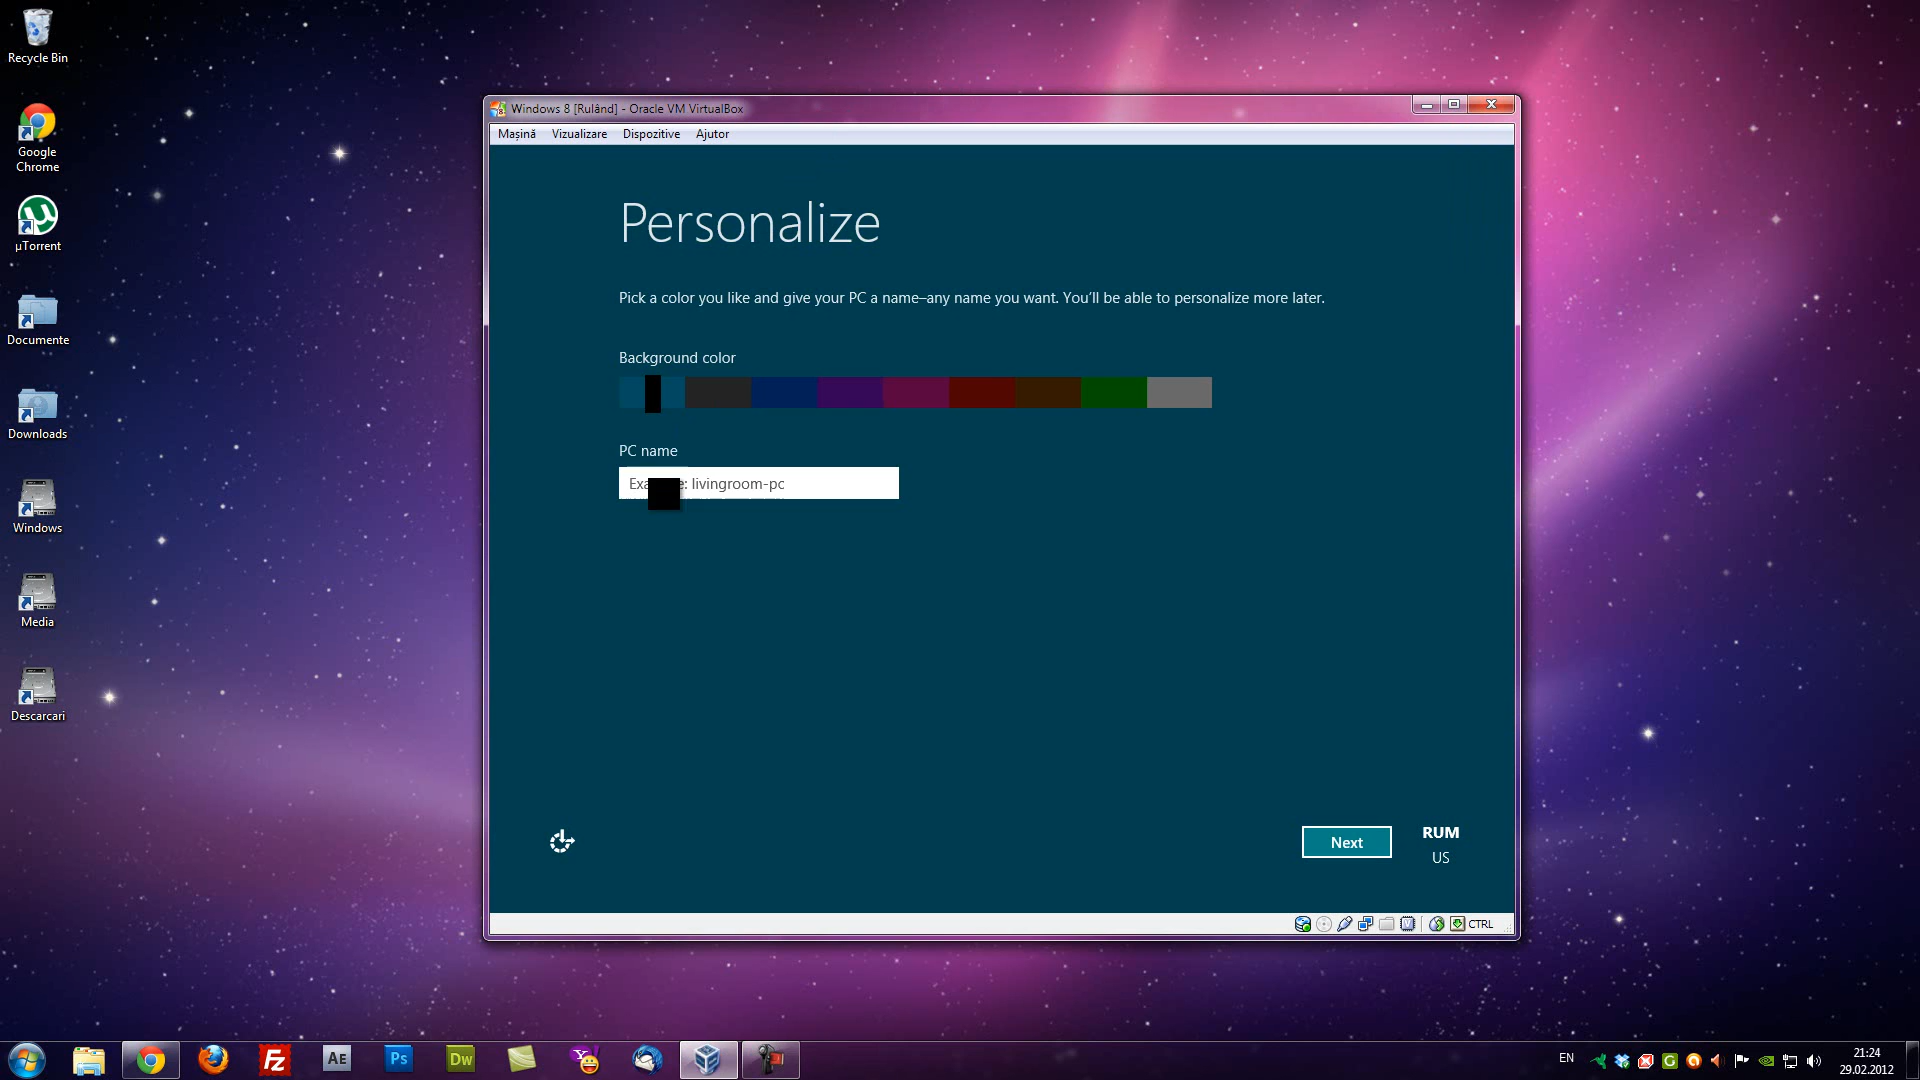 Recycle Bin
Google
Chrome
µTorrent
Documente
Downloads
Windows
Media
Descarcari
Windows 8 [Rulând] - Oracle VM VirtualBox
Mașină Vizualizare Dispozitive Ajutor
Personalize
Pick a color you like and give your PC a name–any name you want. You'll be able to personalize more later.
Background color
PC name
livingroom-pc
Next
RUM
US
CTRL
Fz
AE
Ps
Dw
EN
21:24
29.02.2012